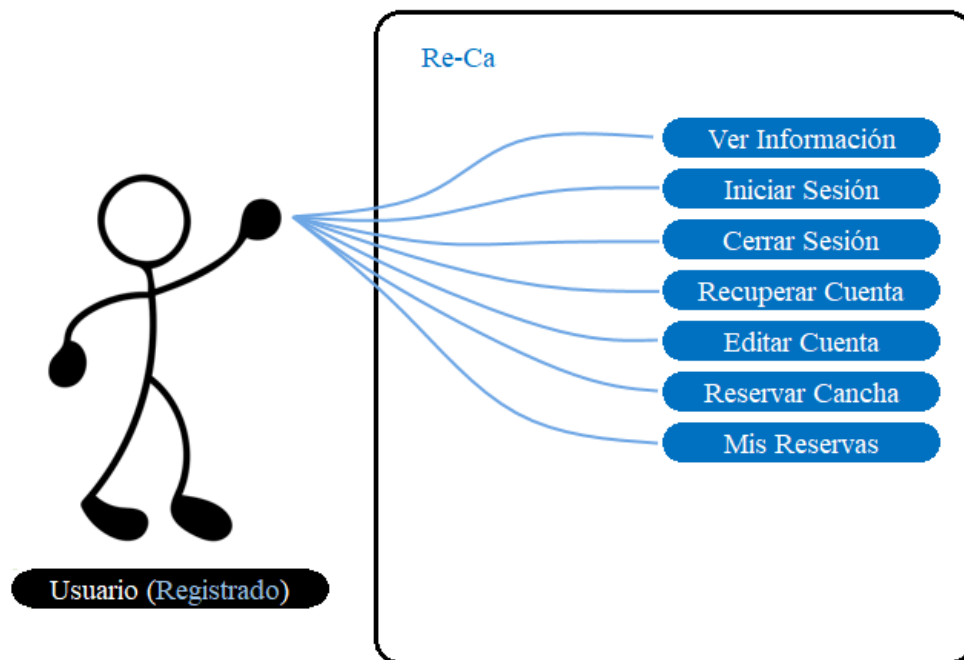 Re-Ca
Ver Información
Iniciar Sesión
Cerrar Sesión
Recuperar Cuenta
Editar Cuenta
Reservar Cancha
Mis Reservas
Usuario (Registrado)